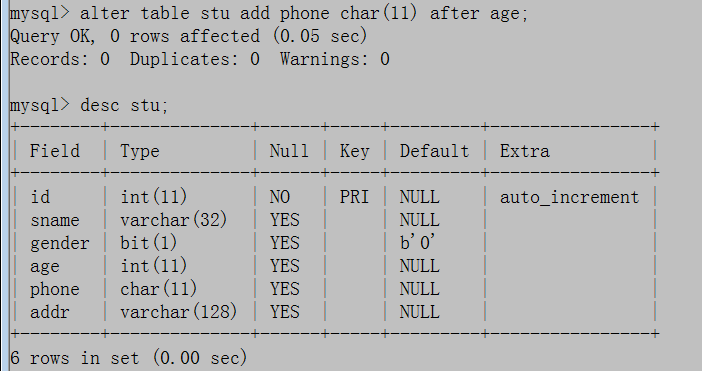 mysql> alter table stu add phone char(11) after age;
Query OK, 0 rows affected (0.05 sec)
Records: 0  Duplicates: 0  Warnings: 0

mysql> desc stu;
+--------+--------------+------+-----+---------+----------------+
| Field  | Type         | Null | Key | Default | Extra          |
+--------+--------------+------+-----+---------+----------------+
| id     | int(11)      | NO   | PRI | NULL    | auto_increment |
| sname  | varchar(32)  | YES  |     | NULL    |                |
| gender | bit(1)       | YES  |     | b'0'    |                |
| age    | int(11)      | YES  |     | NULL    |                |
| phone  | char(11)     | YES  |     | NULL    |                |
| addr   | varchar(128) | YES  |     | NULL    |                |
+--------+--------------+------+-----+---------+----------------+
6 rows in set (0.00 sec)